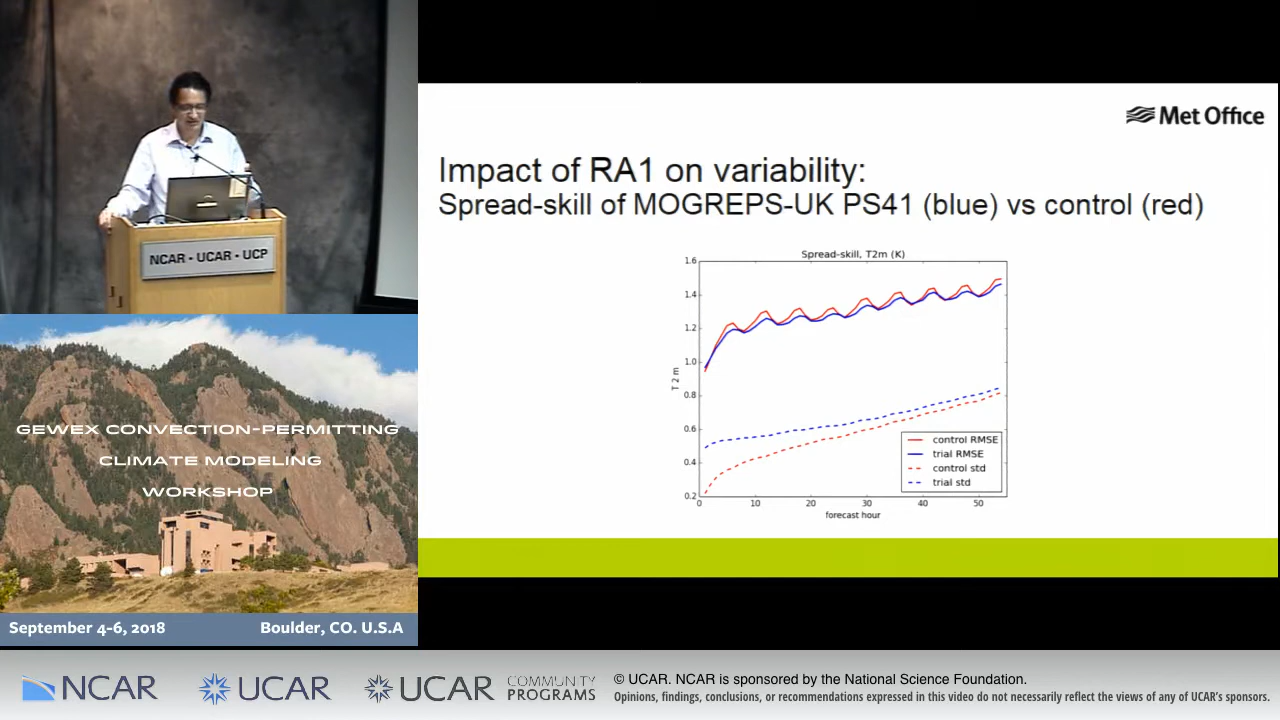 NCAR • UCAR • UCP
GEWEX CONVECTION-PERMITTING
CLIMATE MODELING
WORKSHOP
September 4-6, 2018
Boulder, CO. U.S.A
Met Office
Impact of RA1 on variability:
Spread-skill of MOGREPS-UK PS41 (blue) vs control (red)
Spread-skill, T2m (K)
1.6
1.4
1.2
1.0
0.8
0.6
0.4
0.2
T 2 m
0 10 20 30 40 50
forecast hour
control RMSE
trial RMSE
control std
trial std
NCAR
UCAR
UCAR
COMMUNITY
PROGRAMS
© UCAR. NCAR is sponsored by the National Science Foundation.
Opinions, findings, conclusions, or recommendations expressed in this video do not necessarily reflect the views of any of UCAR's sponsors.